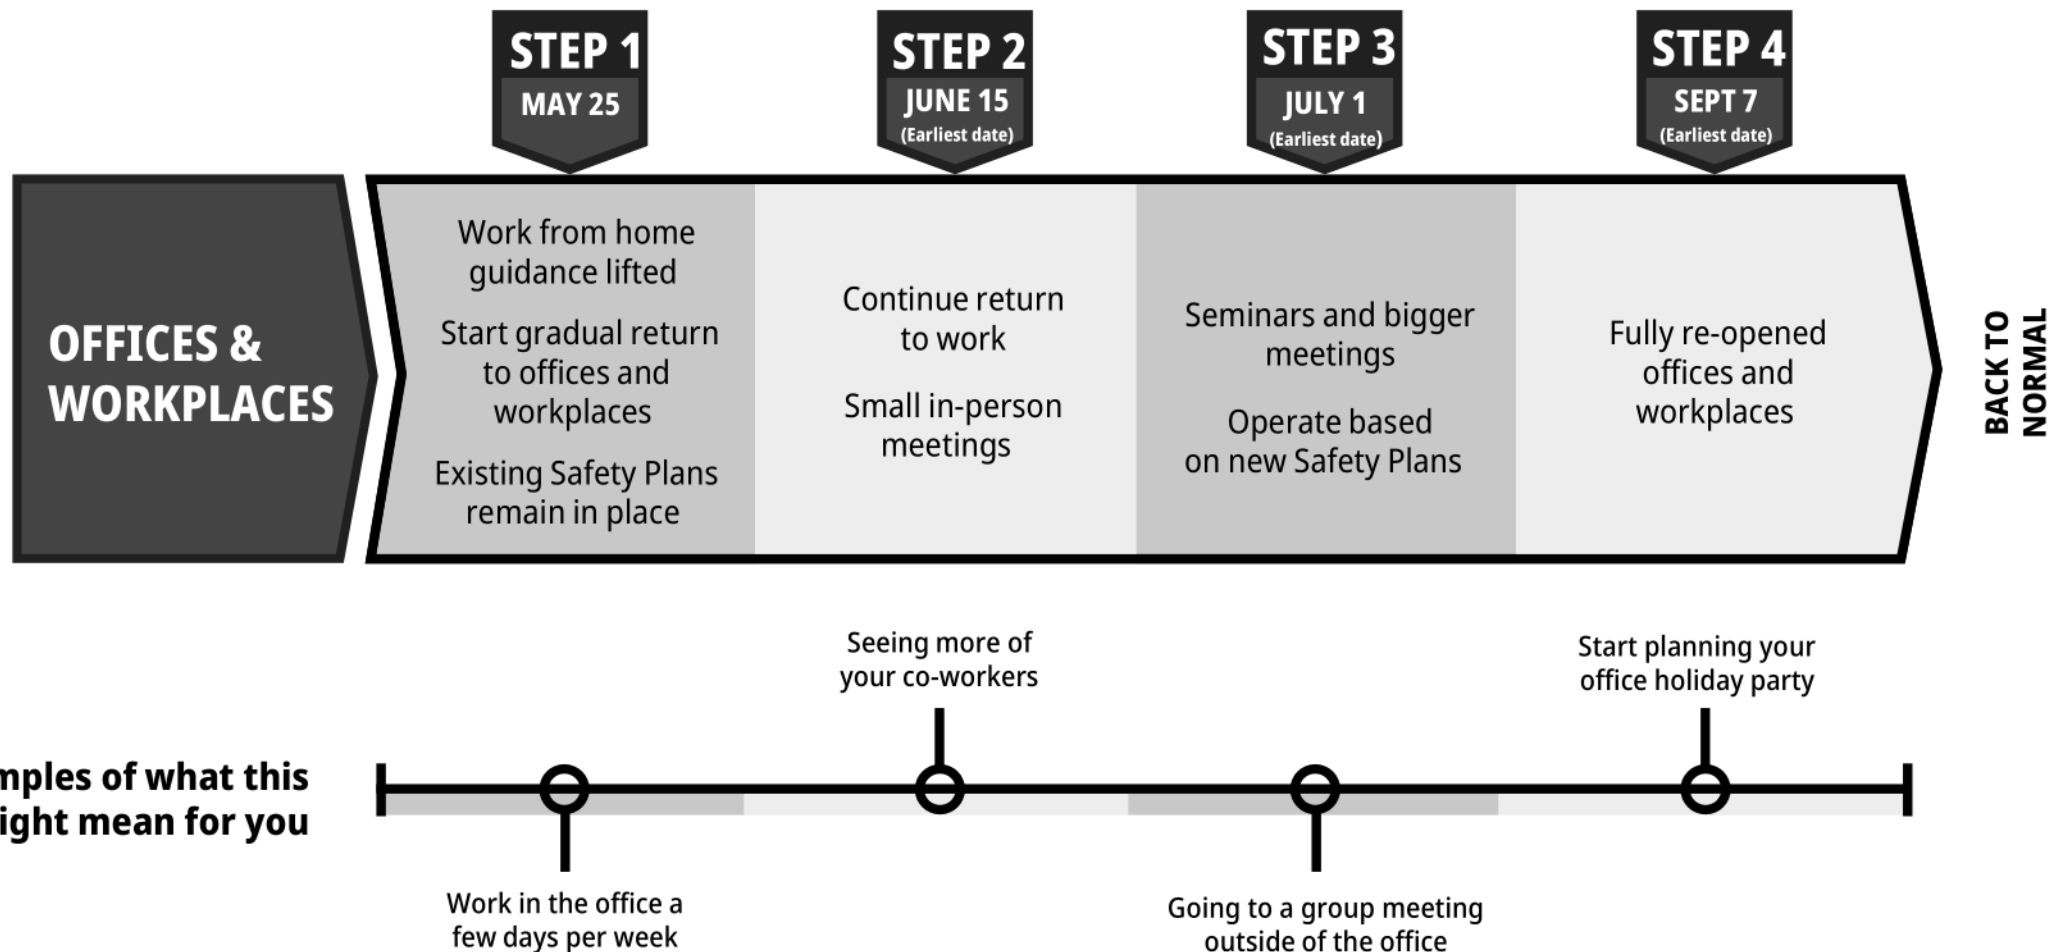 STEP 1
MAY 25
STEP 2
JUNE 15
(Earliest date)
STEP 3
JULY 1
(Earliest date)
STEP 4
SEPT 7
(Earliest date)
OFFICES &
WORKPLACES
Work from home
guidance lifted
Start gradual return
to offices and
workplaces
Existing Safety Plans
remain in place
Continue return
to work
Small in-person
meetings
Seminars and bigger
meetings
Operate based
on new Safety Plans
Fully re-opened
offices and
workplaces
BACK TO
NORMAL
mples of what this
ight mean for you
Work in the office a
few days per week
Seeing more of
your co-workers
Going to a group meeting
outside of the office
Start planning your
office holiday party